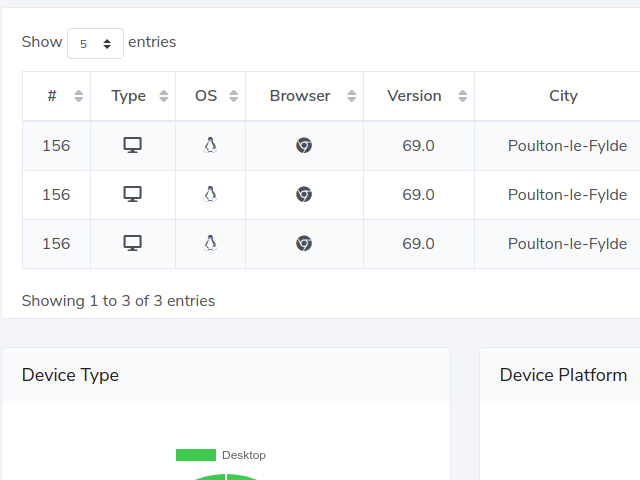 Show 5 entries
# Type OS Browser Version City
156 69.0 Poulton-le-Fylde
156 69.0 Poulton-le-Fylde
156 69.0 Poulton-le-Fylde
Showing 1 to 3 of 3 entries
Device Type Device Platform
Desktop